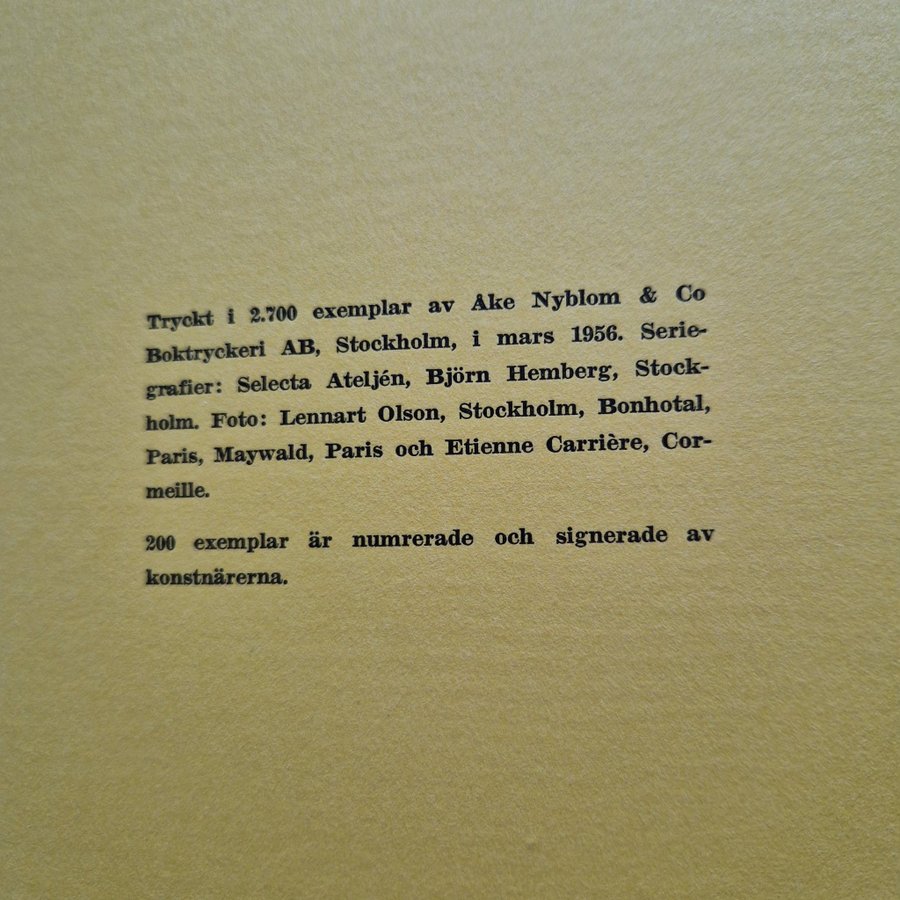 Tryckt i 2.700 exemplar av Ake Nyblom & Co
Boktryckeri AB, Stockholm, i mars 1956. Serie-
grafier: Selecta Ateljén, Björn Hemberg, Stock-
holm. Foto: Lennart Olson, Stockholm, Bonhotal,
Paris, Maywald, Paris och Etienne Carrière, Cor-
meille.
200 exemplar är numrerade och signerade av
konstnärerna.